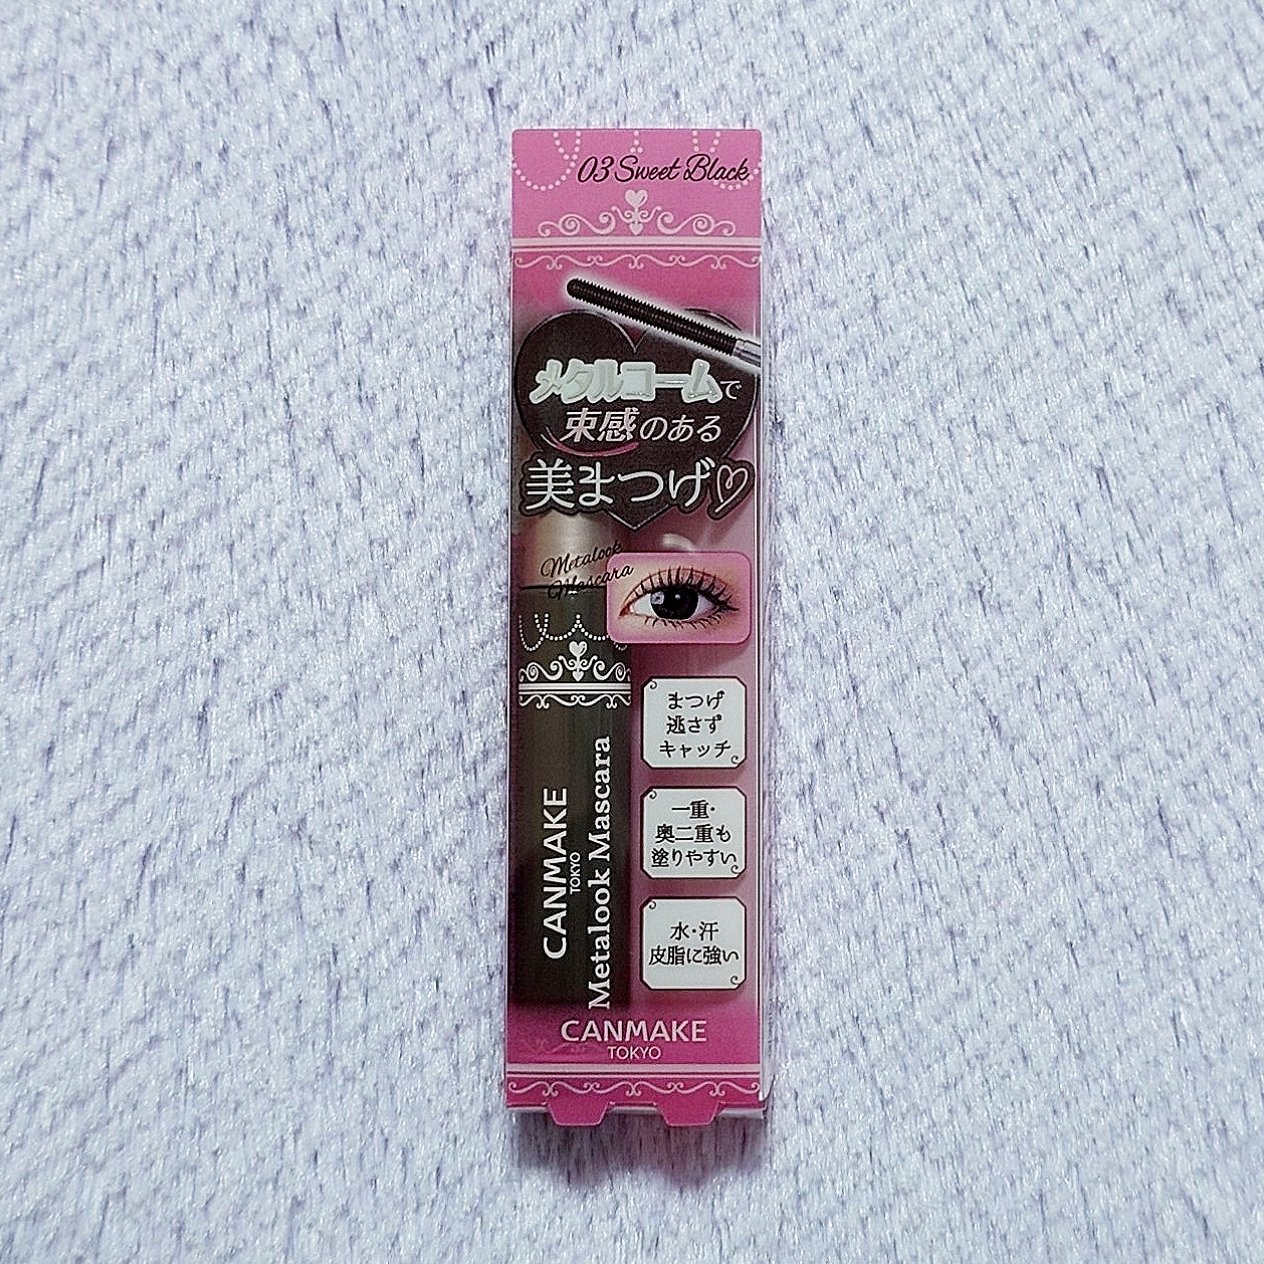 03 Sweet Black
メタルコームで
束感のある
美まつげ♡
Metalook
Mascara
まつげ
逃さず
キャッチ
一重・
奥二重も
塗りやすい
水・汗
皮脂に強い
CANMAKE
TOKYO
Metalook Mascara
CANMAKE
TOKYO